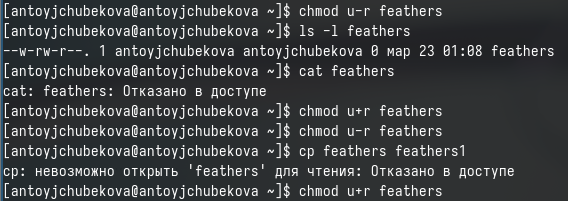 [antoyjchubekova@antoyjchubekova ~]$ chmod u-r feathers
[antoyjchubekova@antoyjchubekova ~]$ ls -l feathers
--w-rw-r--. 1 antoyjchubekova antoyjchubekova 0 мар 23 01:08 feathers
[antoyjchubekova@antoyjchubekova ~]$ cat feathers
cat: feathers: Отказано в доступе
[antoyjchubekova@antoyjchubekova ~]$ chmod u+r feathers
[antoyjchubekova@antoyjchubekova ~]$ chmod u-r feathers
[antoyjchubekova@antoyjchubekova ~]$ cp feathers feathers1
cp: невозможно открыть 'feathers' для чтения: Отказано в доступе
[antoyjchubekova@antoyjchubekova ~]$ chmod u+r feathers